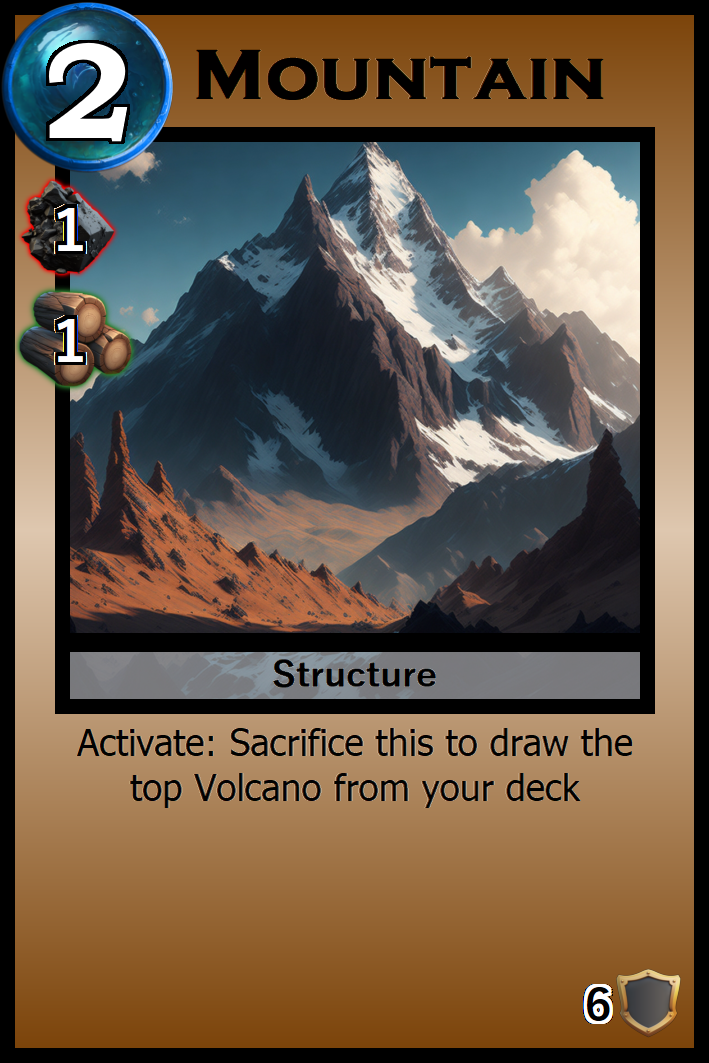 2
Mountain
1
1
Structure
Activate: Sacrifice this to draw the
top Volcano from your deck
6